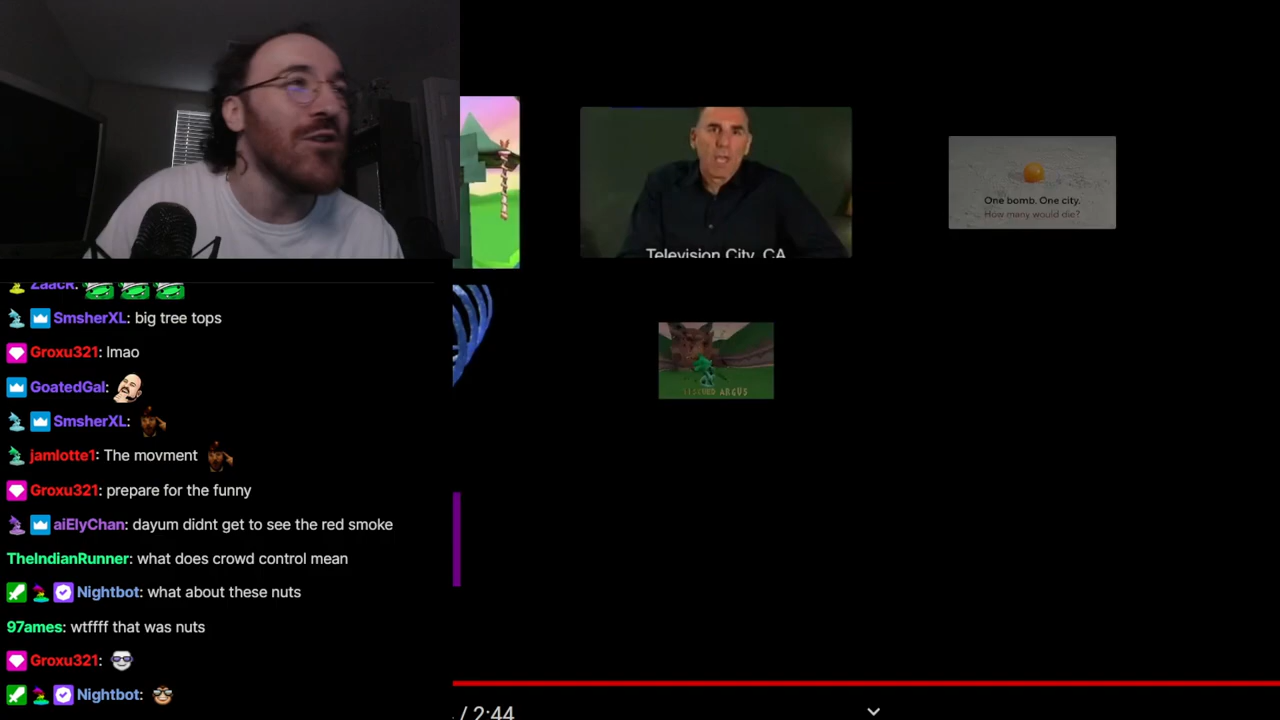 Television City, CA
One bomb. One city.
How many would die?
ZaacR:
SmsherXL: big tree tops
Groxu321: lmao
GoatedGal:
SmsherXL:
jamlotte1: The movment
Groxu321: prepare for the funny
aiElyChan: dayum didnt get to see the red smoke
TheIndianRunner: what does crowd control mean
Nightbot: what about these nuts
97ames: wtffff that was nuts
Groxu321:
Nightbot:
ARGUS
/ 2:44